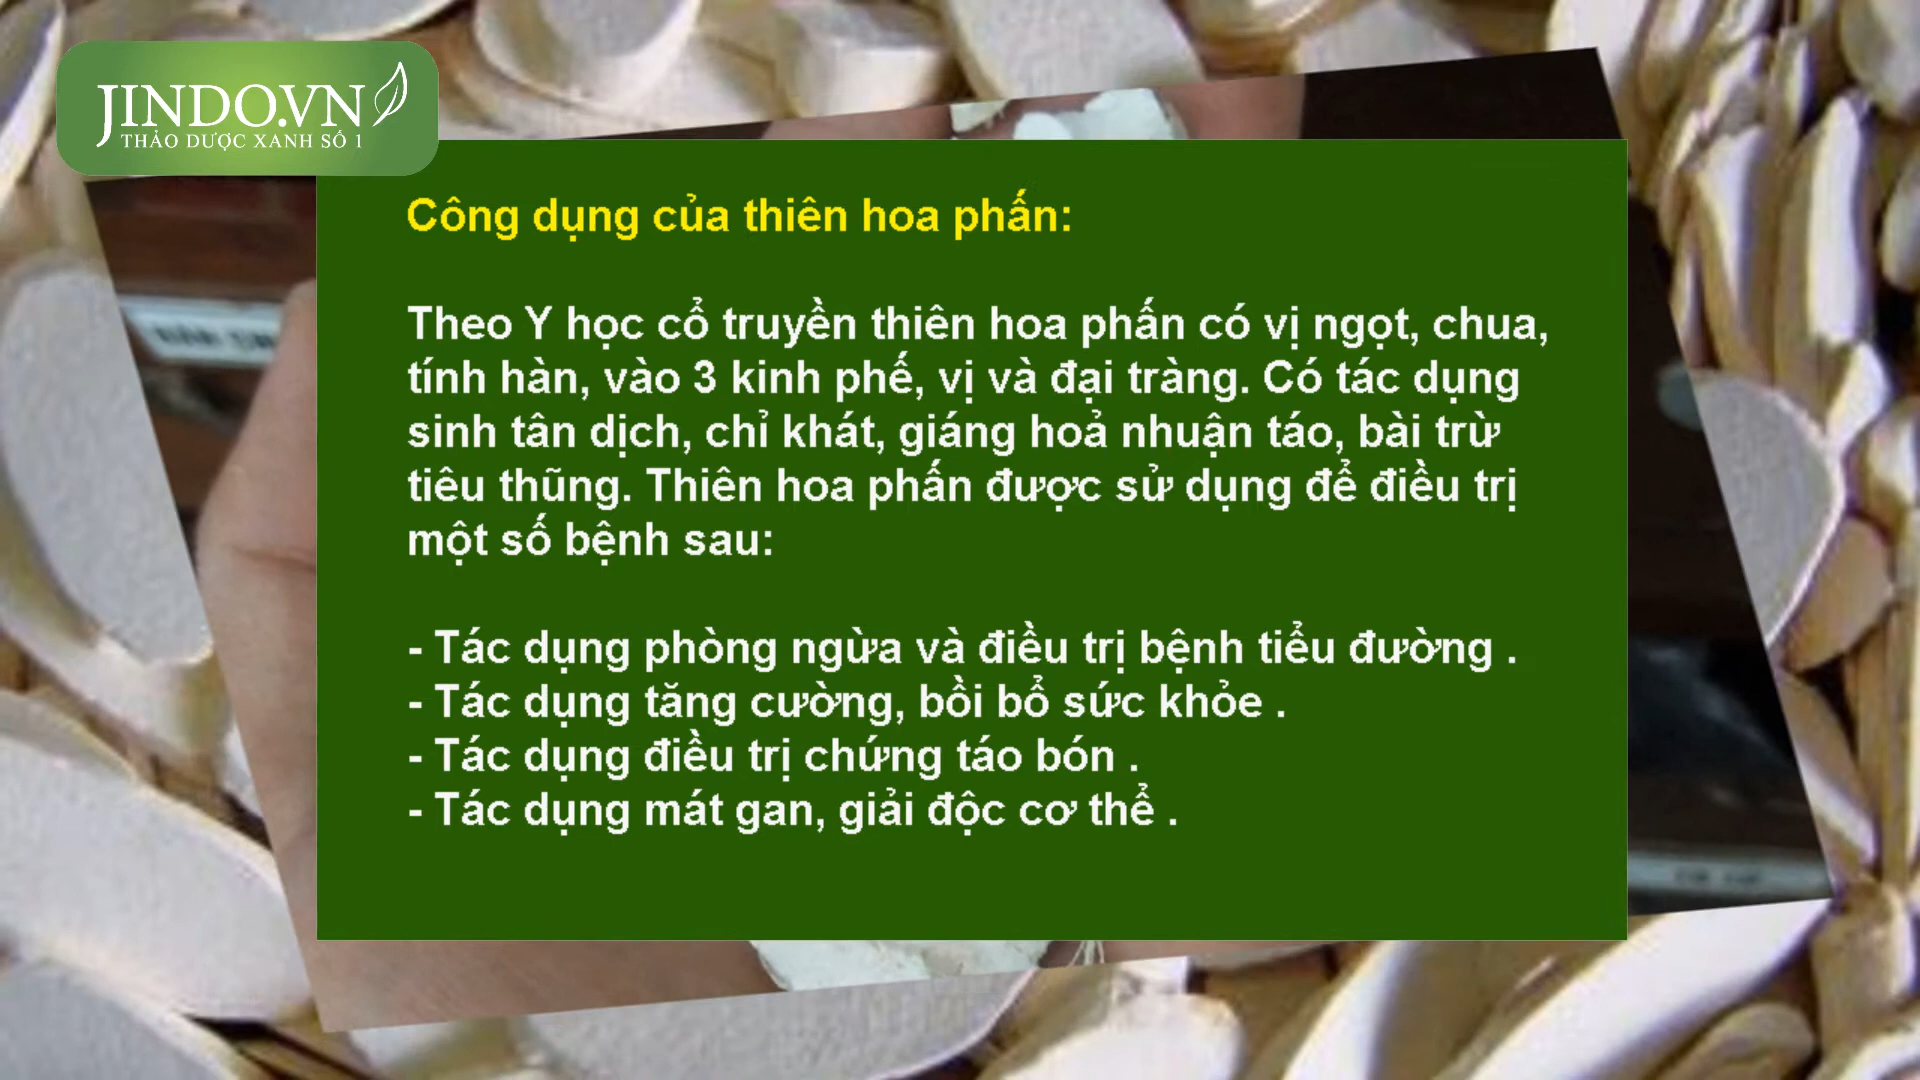 JINDO.VN
THẢO DƯỢC XANH SỐ 1
Công dụng của thiên hoa phấn:
Theo Y học cổ truyền thiên hoa phấn có vị ngọt, chua,
tính hàn, vào 3 kinh phế, vị và đại tràng. Có tác dụng
sinh tân dịch, chỉ khát, giáng hoả nhuận táo, bài trừ
tiêu thũng. Thiên hoa phấn được sử dụng để điều trị
một số bệnh sau:
- Tác dụng phòng ngừa và điều trị bệnh tiểu đường .
- Tác dụng tăng cường, bồi bổ sức khỏe .
- Tác dụng điều trị chứng táo bón .
- Tác dụng mát gan, giải độc cơ thể .